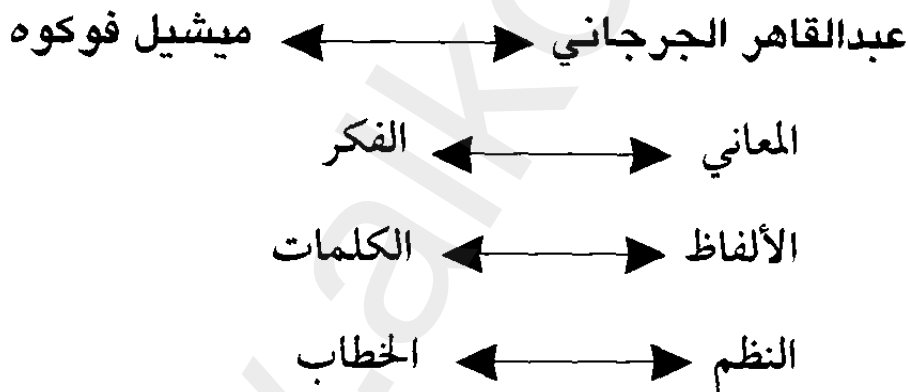 عبدالقاهر الجرجاني ميشيل فوكوه
المعاني الفكر
الألفاظ الكلمات
النظم الخطاب